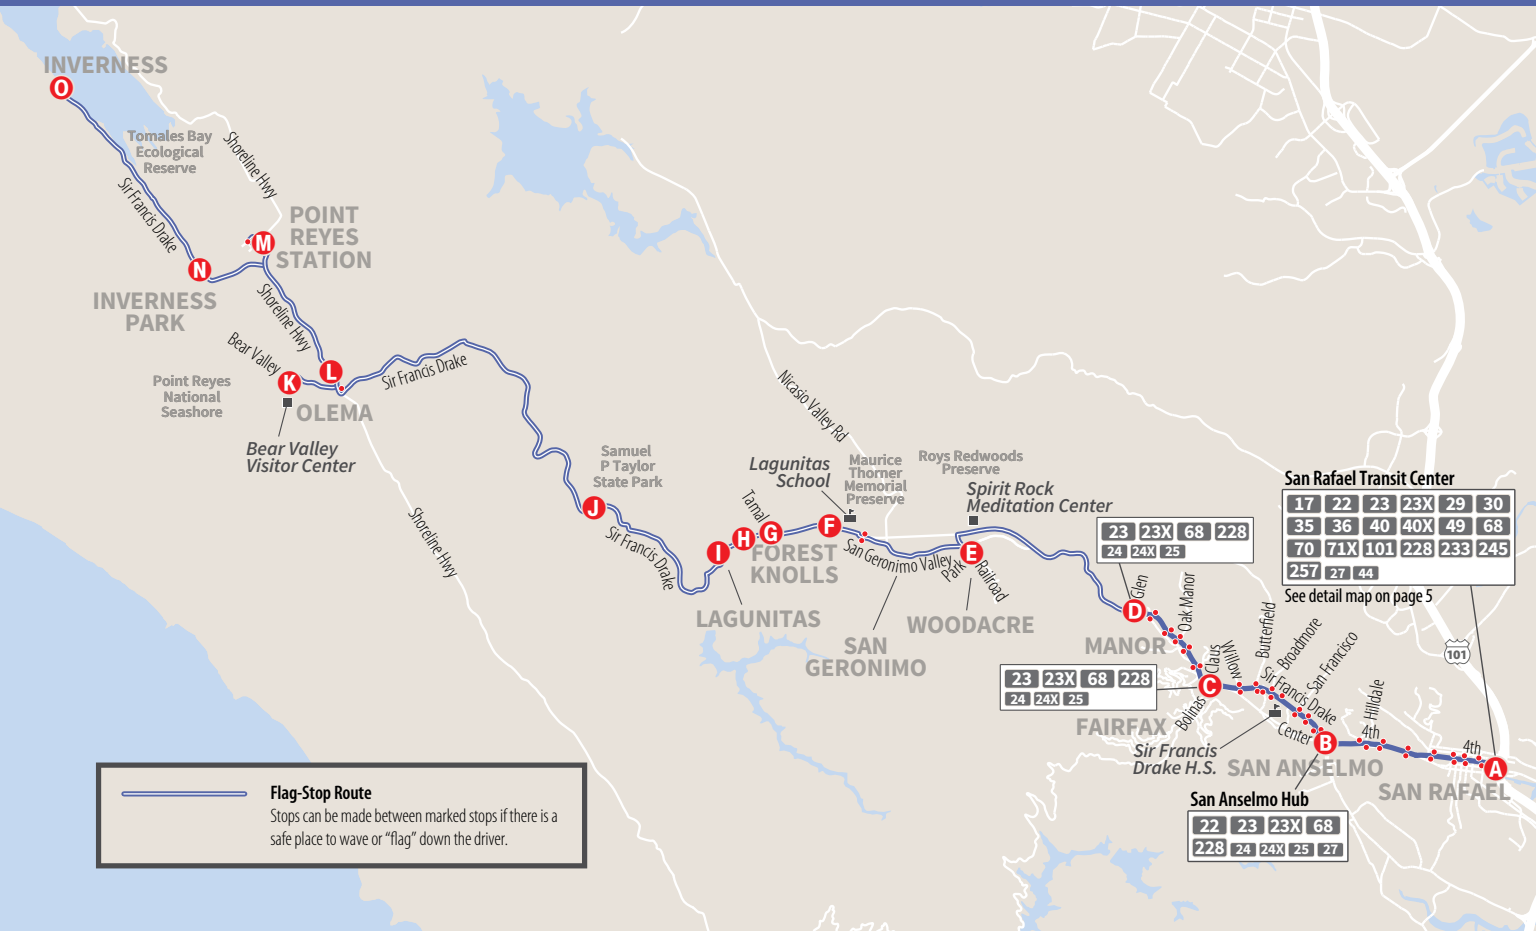 INVERNESS
O
Tomales Bay
Ecological
Reserve
Shoreline Hwy
Sir Francis Drake
POINT
REYES
STATION
M
N
INVERNESS
PARK
Shoreline Hwy
Bear Valley
L
K
Point Reyes
National
Seashore
OLEMA
Bear Valley
Visitor Center
Sir Francis Drake
Shoreline Hwy
Samuel
P Taylor
State Park
J
Sir Francis Drake
Nicasio Valley Rd
Lagunitas
School
Maurice
Thorner
Memorial
Preserve
Roys Redwoods
Preserve
Spirit Rock
Meditation Center
Tamal
I
H
G
F
FOREST
KNOLLS
San Geronimo Valley
Park
E
Railroad
LAGUNITAS
SAN
GERONIMO
WOODACRE
23 23X 68 228
24 24X 25
D
Glen
MANOR
Oak Manor
23 23X 68 228
24 24X 25
C
Claus
Willow
Butterfield
Broadmore
San Francisco
Sir Francis Drake
Bolinas
FAIRFAX
Center
Sir Francis
Drake H.S.
B
SAN ANSELMO
Hilldale
4th
4th
A
SAN RAFAEL
101
San Rafael Transit Center
17 22 23 23X 29 30
35 36 40 40X 49 68
70 71X 101 228 233 245
257 27 44
See detail map on page 5
San Anselmo Hub
22 23 23X 68
228 24 24X 25 27
Flag-Stop Route
Stops can be made between marked stops if there is a
safe place to wave or “flag” down the driver.